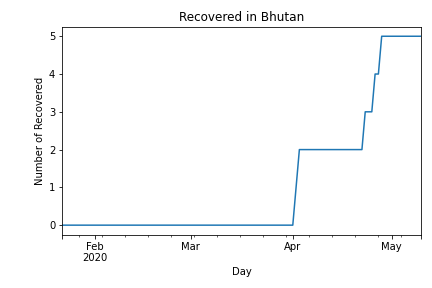 Recovered in Bhutan
Number of Recovered
5
4
3
2
1
0
Feb
2020
Mar
Apr
May
Day